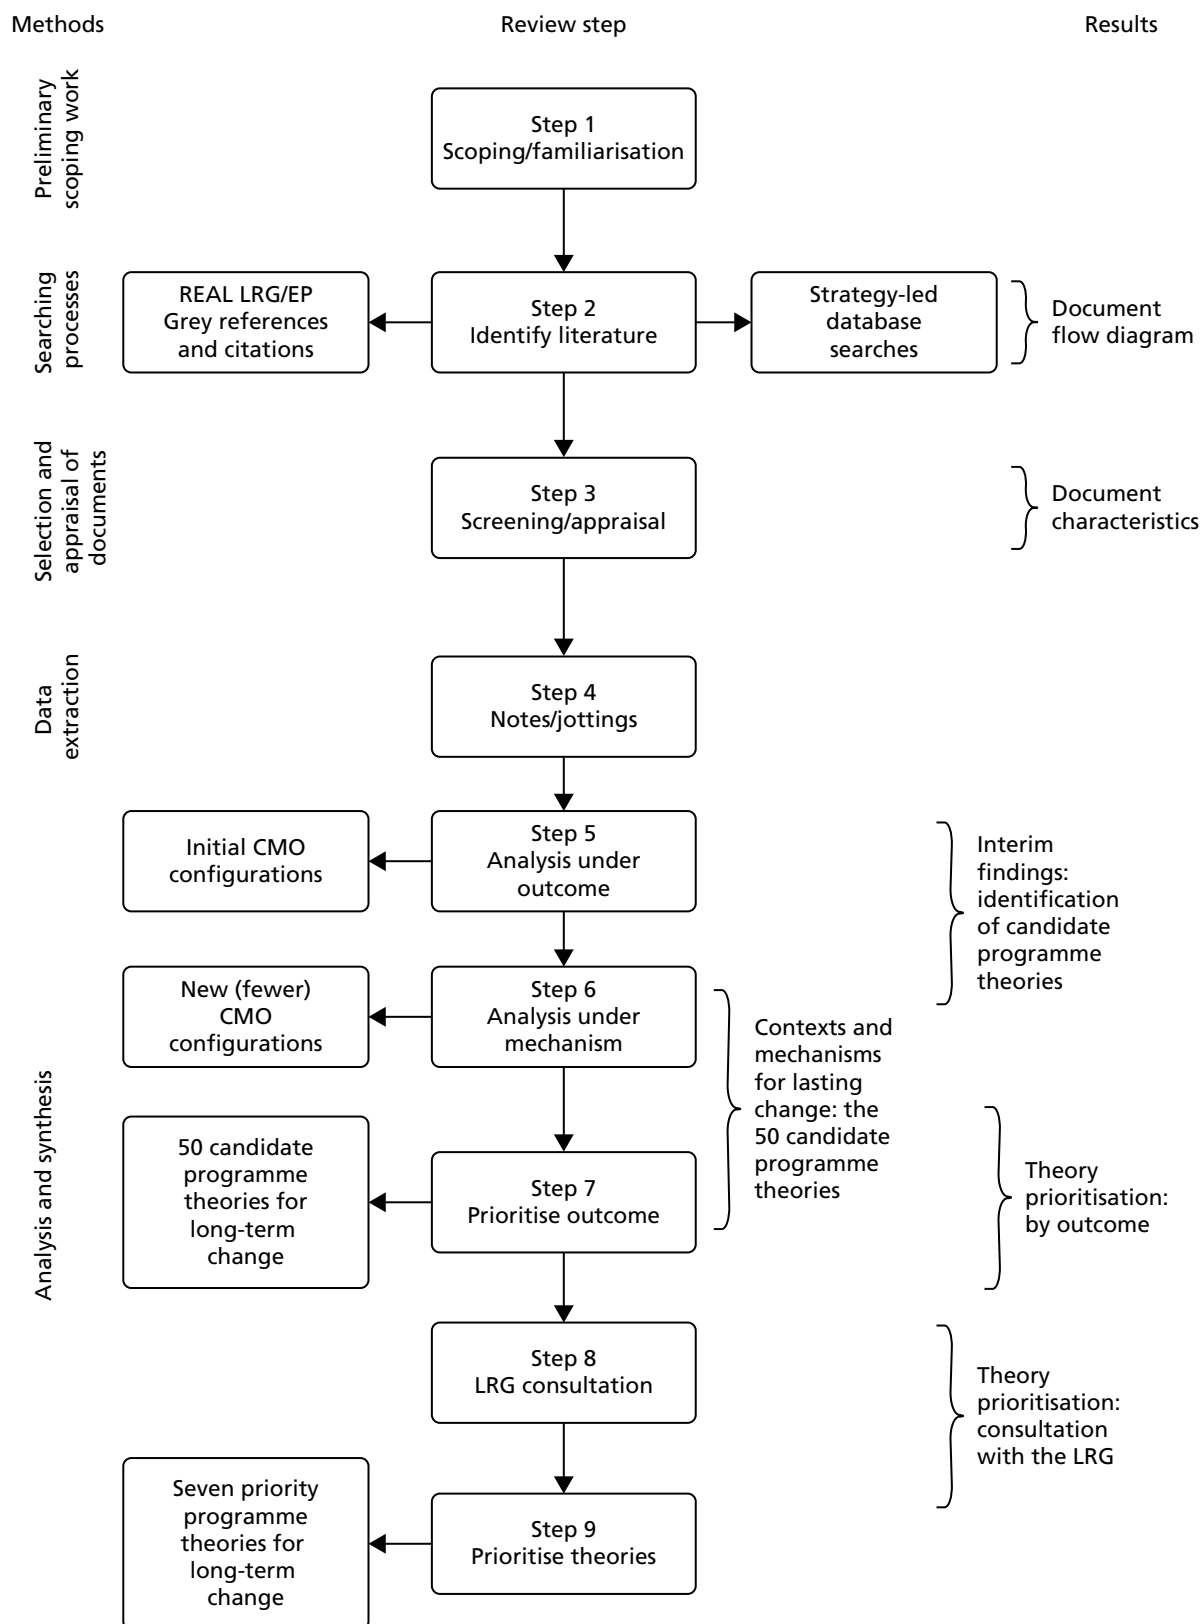 Methods
Review step
Results
Preliminary
scoping work
Step 1
Scoping/familiarisation
Searching
processes
REAL LRG/EP
Grey references
and citations
Step 2
Identify literature
Strategy-led
database
searches
Document
flow diagram
Selection and
appraisal of
documents
Step 3
Screening/appraisal
Document
characteristics
Data
extraction
Step 4
Notes/jottings
Analysis and synthesis
Initial CMO
configurations
Step 5
Analysis under
outcome
Interim
findings:
identification
of candidate
programme
theories
New (fewer)
CMO
configurations
Step 6
Analysis under
mechanism
Contexts and
mechanisms
for lasting
change: the
50 candidate
programme
theories
50 candidate
programme
theories for
long-term
change
Step 7
Prioritise outcome
Theory
prioritisation:
by outcome
Step 8
LRG consultation
Theory
prioritisation:
consultation
with the LRG
Seven priority
programme
theories for
long-term
change
Step 9
Prioritise theories